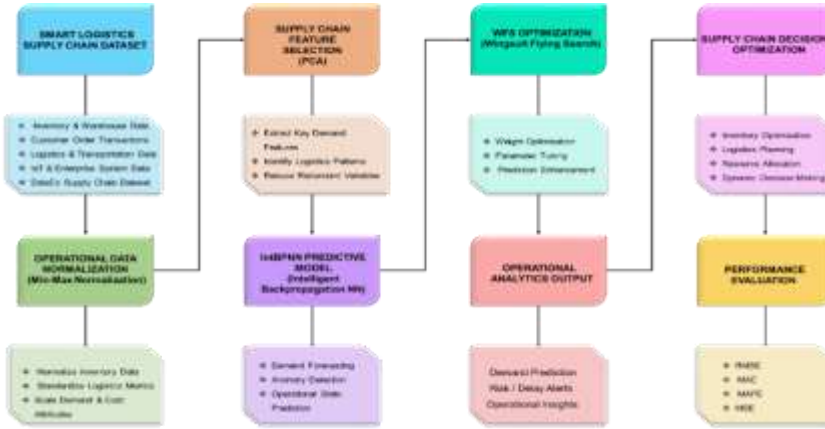 SMART LOGISTICS
SUPPLY CHAIN DATASET
Inventory & Warehouse Data
Customer Order Transactions
Logistics & Transportation Data
IoT & Enterprise System Data
DataCo Supply Chain Dataset
OPERATIONAL DATA
NORMALIZATION
(Min-Max Normalization)
Normalize Inventory Data
Standardize Logistics Metrics
Scale Demand & Cost
Attributes
SUPPLY CHAIN
FEATURE
SELECTION
(PCA)
Extract Key Demand
Features
Identify Logistics Patterns
Reduce Redundant Variables
IntBPNN PREDICTIVE
MODEL
(Intelligent
Backpropagation NN)
Demand Forecasting
Anomaly Detection
Operational State
Prediction
WFS OPTIMIZATION
(Wingsuit Flying Search)
Weight Optimization
Parameter Tuning
Prediction Enhancement
OPERATIONAL
ANALYTICS OUTPUT
Demand Prediction
Risk / Delay Alerts
Operational Insights
SUPPLY CHAIN DECISION
OPTIMIZATION
Inventory Optimization
Logistics Planning
Resource Allocation
Dynamic Decision-Making
PERFORMANCE
EVALUATION
RMSE
MAE
MAPE
MSE